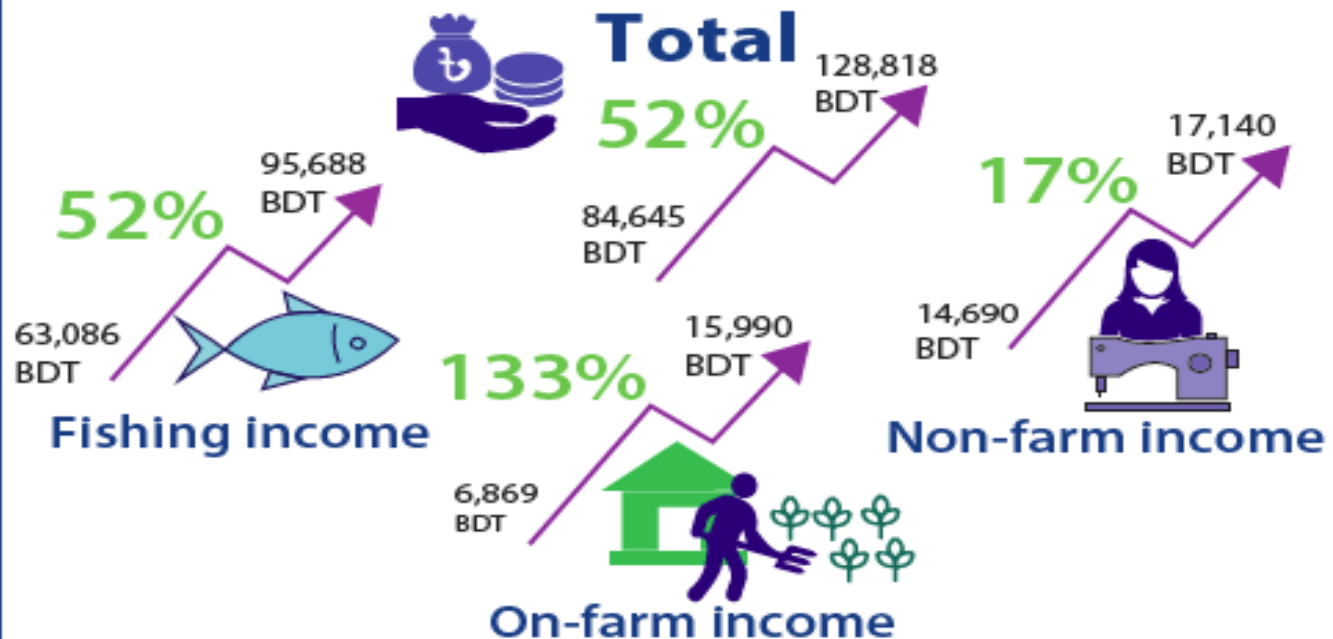 Total
৳
52%
128,818
BDT
84,645
BDT
52%
95,688
BDT
63,086
BDT
Fishing income
133%
15,990
BDT
6,869
BDT
On-farm income
17%
17,140
BDT
14,690
BDT
Non-farm income